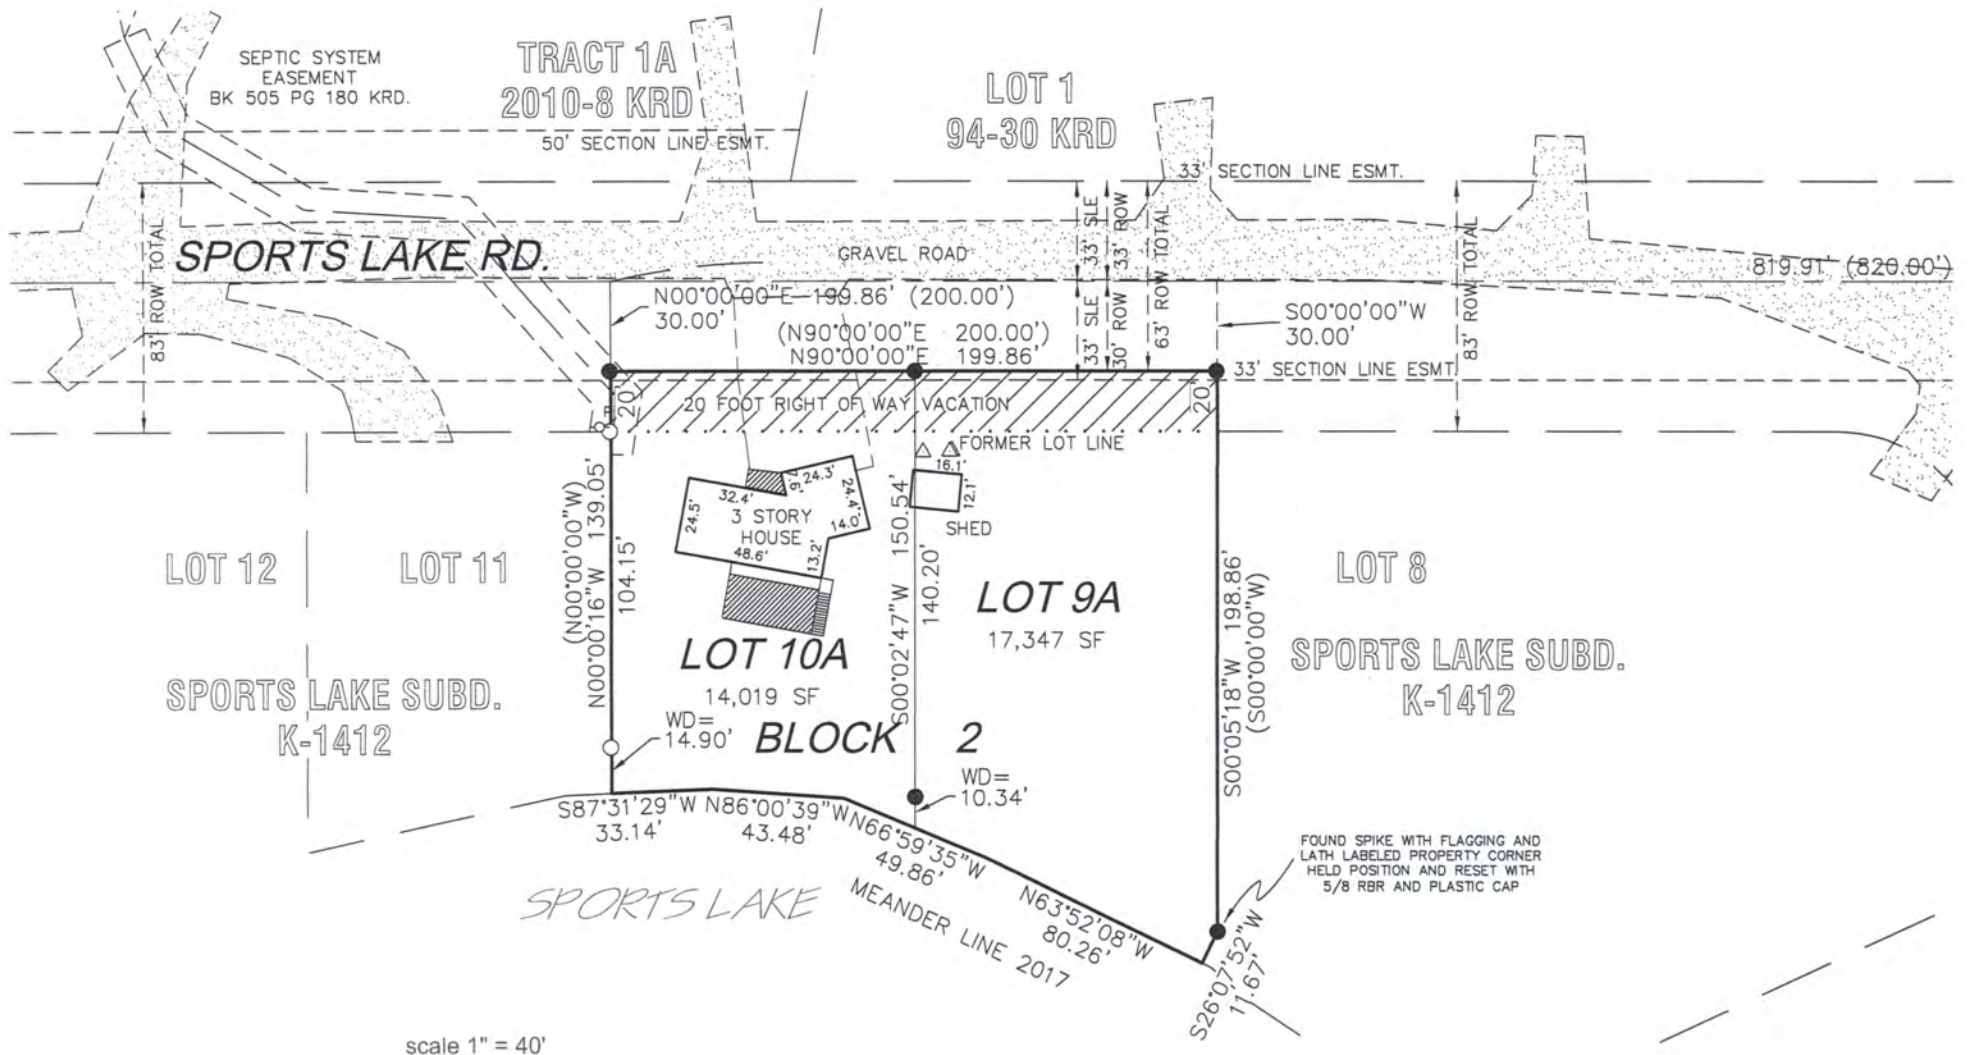 SEPTIC SYSTEM
EASEMENT
BK 505 PG 180 KRD.
TRACT 1A
2010-8 KRD
50' SECTION LINE ESMT.
LOT 1
94-30 KRD
33' SECTION LINE ESMT.
83' ROW TOTAL
SPORTS LAKE RD.
GRAVEL ROAD
33' SLE
33' ROW
63' ROW TOTAL
83' ROW TOTAL
819.91' (820.00')
N00°00'00"E
30.00'
199.86' (200.00')
(N90°00'00"E 200.00')
N90°00'00"E 199.86'
33' SLE
30' ROW
S00°00'00"W
30.00'
33' SECTION LINE ESMT.
20'
20 FOOT RIGHT OF WAY VACATION
20'
FORMER LOT LINE
16.1'
12.1'
SHED
32.4'
7.6'
24.3'
24.5'
24.4'
14.0'
3 STORY
HOUSE
48.6'
13.2'
(N00°00'00"W)
N00°00'16"W 139.05'
104.15'
S00°02'47"W 150.54'
140.20'
S00°05'18"W 198.86'
(S00°00'00"W)
LOT 12
LOT 11
LOT 8
LOT 9A
17,347 SF
LOT 10A
14,019 SF
SPORTS LAKE SUBD.
K-1412
SPORTS LAKE SUBD.
K-1412
WD=
14.90'
BLOCK 2
WD=
10.34'
S87°31'29"W
33.14'
N86°00'39"W
43.48'
N66°59'35"W
49.86'
N63°52'08"W
80.26'
S26°07'52"W
11.67'
MEANDER LINE 2017
SPORTS LAKE
FOUND SPIKE WITH FLAGGING AND
LATH LABELED PROPERTY CORNER
HELD POSITION AND RESET WITH
5/8 RBR AND PLASTIC CAP
scale 1" = 40'